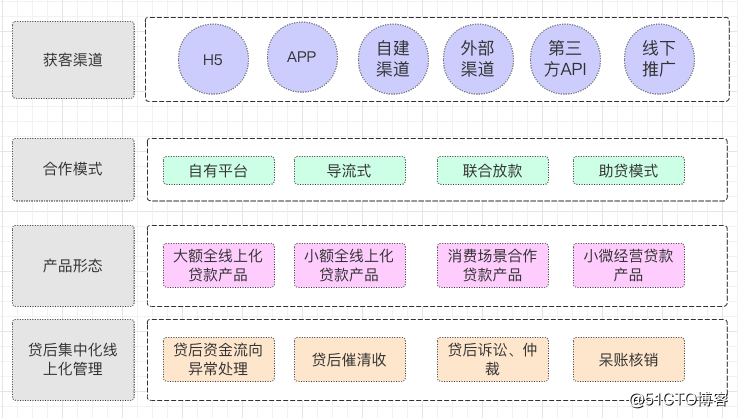 获客渠道
H5
APP
自建
渠道
外部
渠道
第三
方API
线下
推广
合作模式
自有平台
导流式
联合放款
助贷模式
产品形态
大额全线上化
贷款产品
小额全线上化
贷款产品
消费场景合作
贷款产品
小微经营贷款
产品
贷后集中化线
上化管理
贷后资金流向
异常处理
贷后催清收
贷后诉讼、仲
裁
呆账核销
@51CTO博客